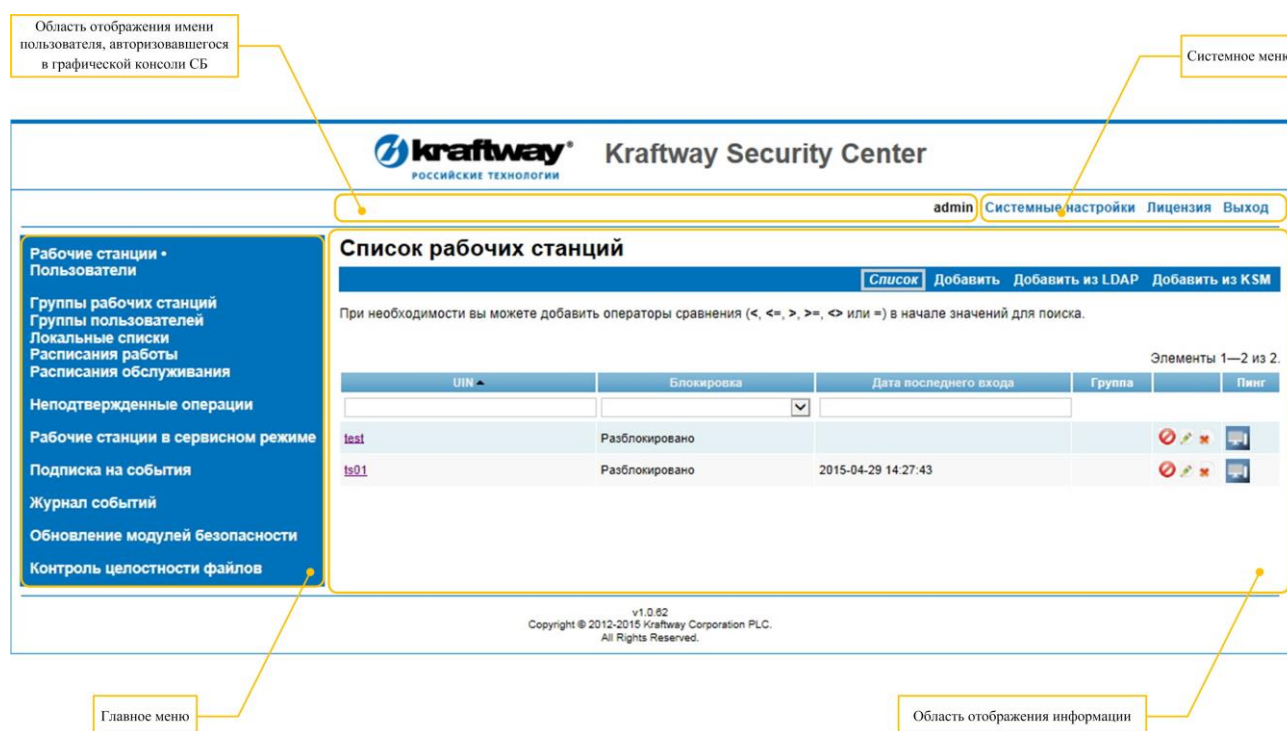 Область отображения имени
пользователя, авторизовавшегося
в графической консоли СБ
Системное меню
kraftway®
РОССИЙСКИЕ ТЕХНОЛОГИИ
Kraftway Security Center
admin Системные настройки Лицензия Выход
Рабочие станции •
Пользователи
Группы рабочих станций
Группы пользователей
Локальные списки
Расписания работы
Расписания обслуживания
Неподтвержденные операции
Рабочие станции в сервисном режиме
Подписка на события
Журнал событий
Обновление модулей безопасности
Контроль целостности файлов
Список рабочих станций
Список Добавить Добавить из LDAP Добавить из KSM
При необходимости вы можете добавить операторы сравнения (<, <=, >, >=, <> или =) в начале значений для поиска.
Элементы 1—2 из 2.
UIN Блокировка Дата последнего входа Группа Пинг
test Разблокировано
ts01 Разблокировано 2015-04-29 14:27:43
v1.0.62
Copyright © 2012-2015 Kraftway Corporation PLC.
All Rights Reserved.
Главное меню
Область отображения информации